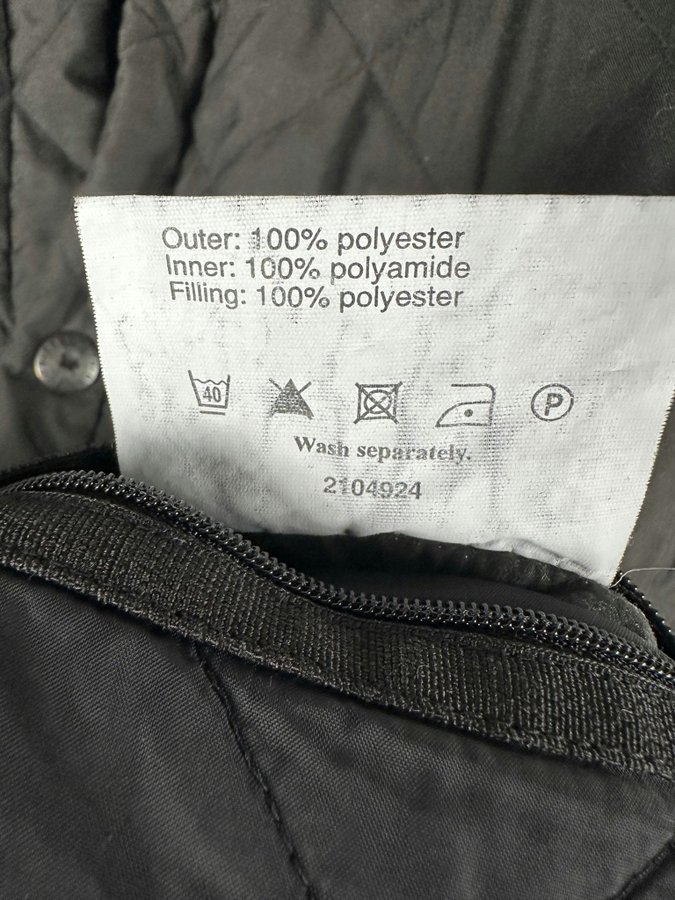 Outer: 100% polyester
Inner: 100% polyamide
Filling: 100% polyester
40 P
Wash separately.
2104924